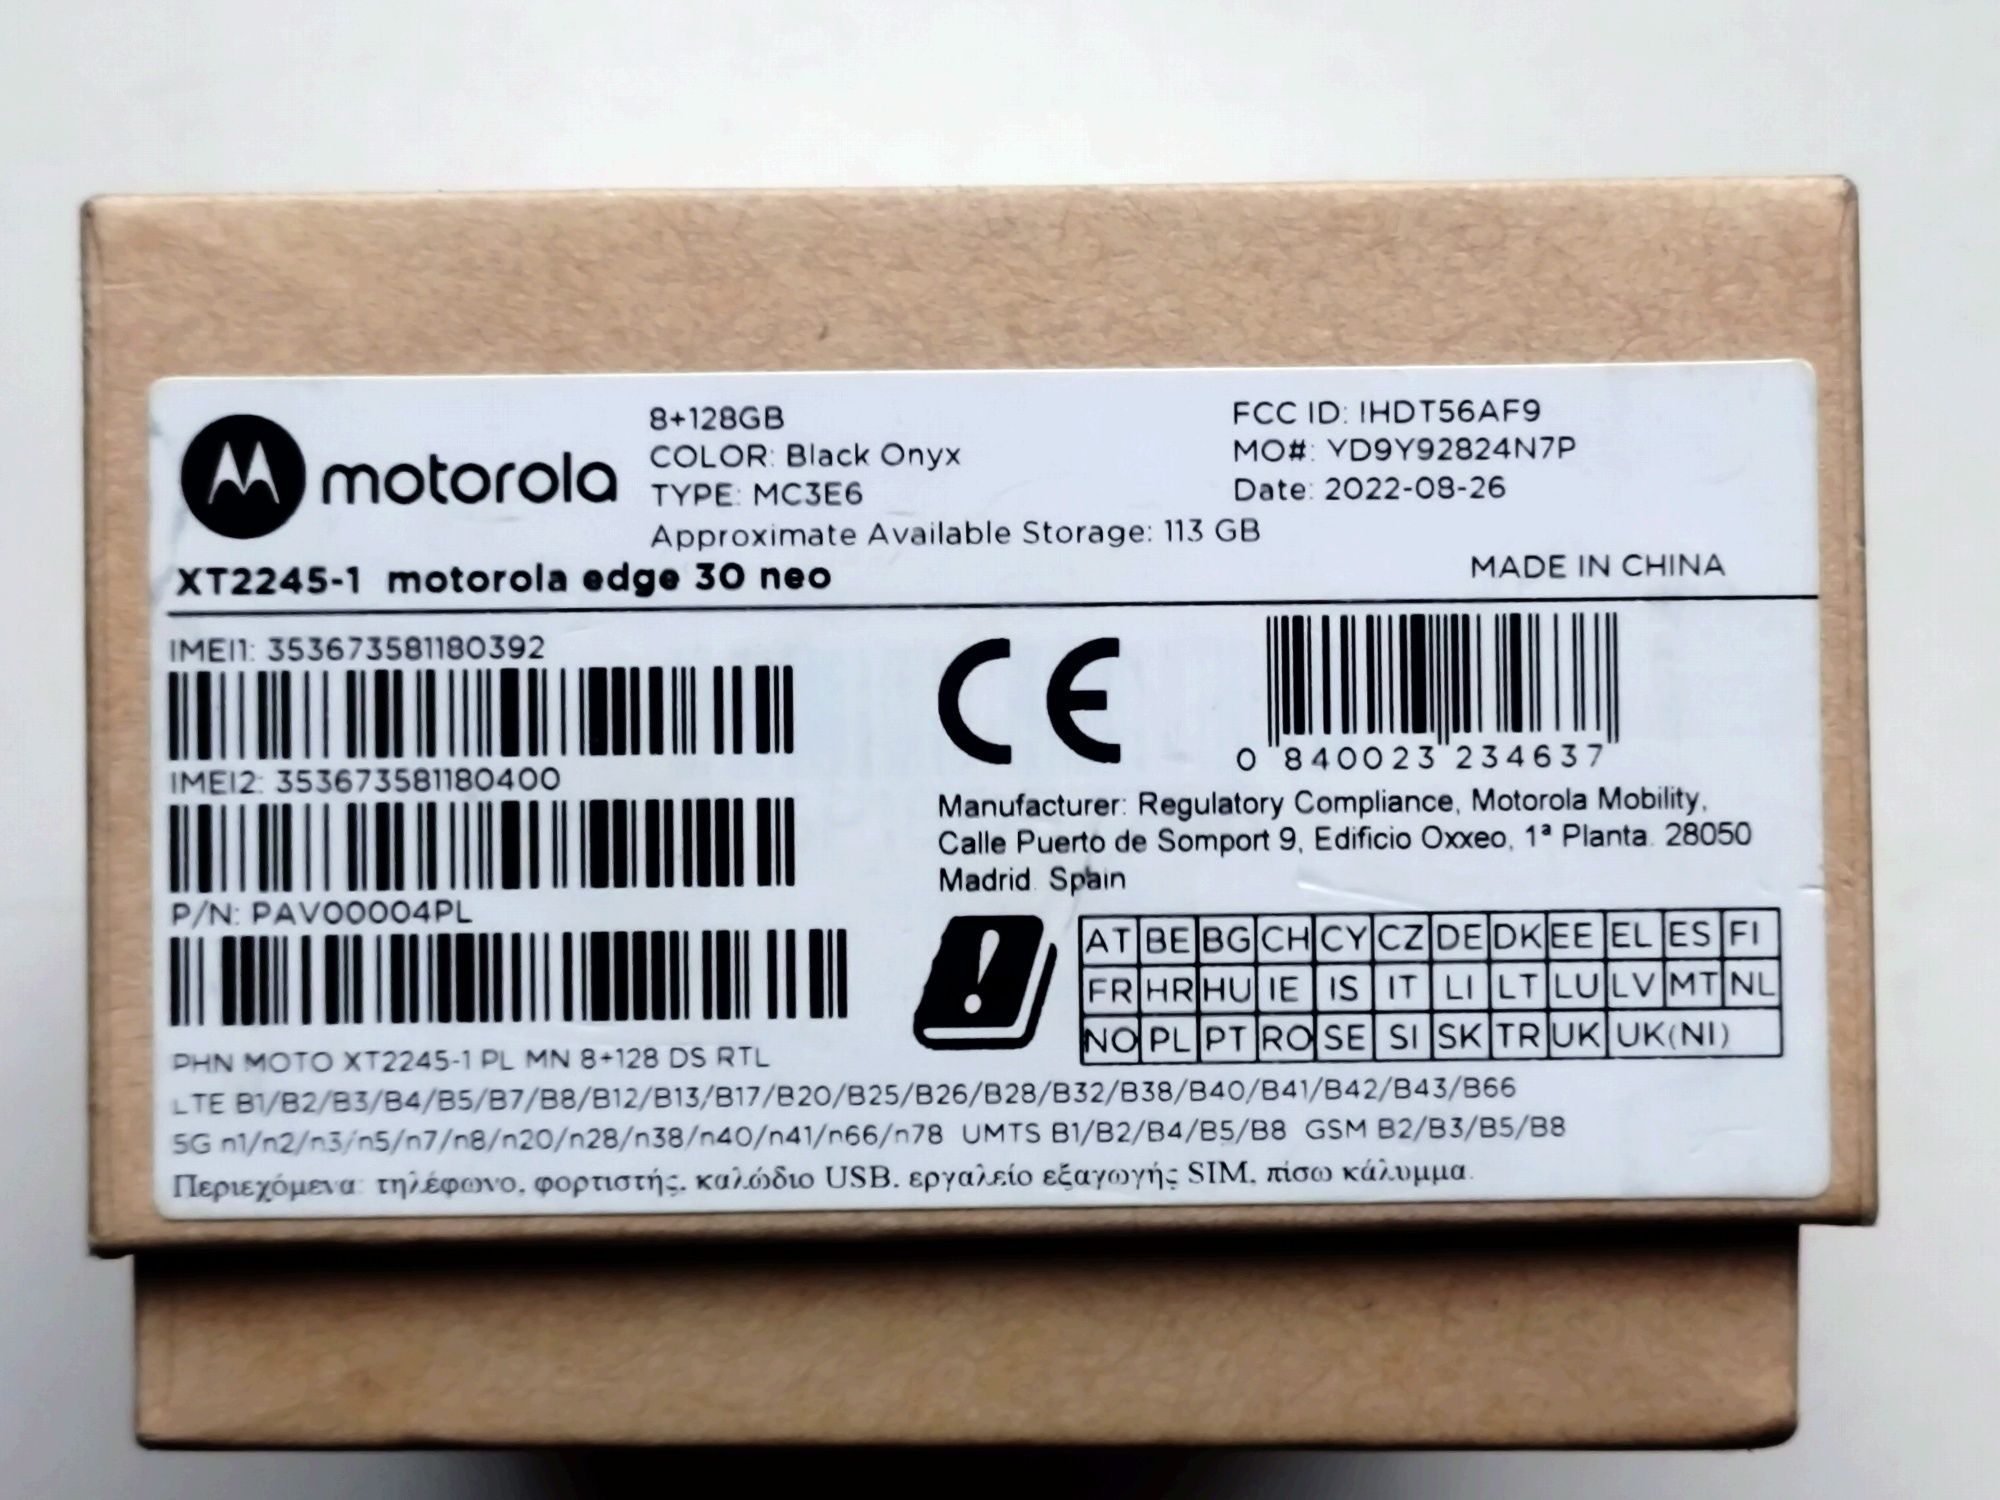 motorola
8+128GB
COLOR: Black Onyx
TYPE: MC3E6
Approximate Available Storage: 113 GB
FCC ID: IHDT56AF9
MO#: YD9Y92824N7P
Date: 2022-08-26
MADE IN CHINA
XT2245-1 motorola edge 30 neo
IMEI1: 353673581180392
IMEI2: 353673581180400
P/N: PAV00004PL
CE
0 840023 234637
Manufacturer: Regulatory Compliance, Motorola Mobility,
Calle Puerto de Somport 9, Edificio Oxxeo, 1ª Planta. 28050
Madrid. Spain
AT BE BG CH CY CZ DE DK EE EL ES FI
FR HR HU IE IS IT LI LT LU LV MT NL
NO PL PT RO SE SI SK TR UK UK(NI)
PHN MOTO XT2245-1 PL MN 8+128 DS RTL
LTE B1/B2/B3/B4/B5/B7/B8/B12/B13/B17/B20/B25/B26/B28/B32/B38/B40/B41/B42/B43/B66
5G n1/n2/n3/n5/n7/n8/n20/n28/n38/n40/n41/n66/n78 UMTS B1/B2/B4/B5/B8 GSM B2/B3/B5/B8
Περιεχόμενα: τηλέφωνο, φορτιστής, καλώδιο USB, εργαλείο εξαγωγής SIM, πίσω κάλυμμα.